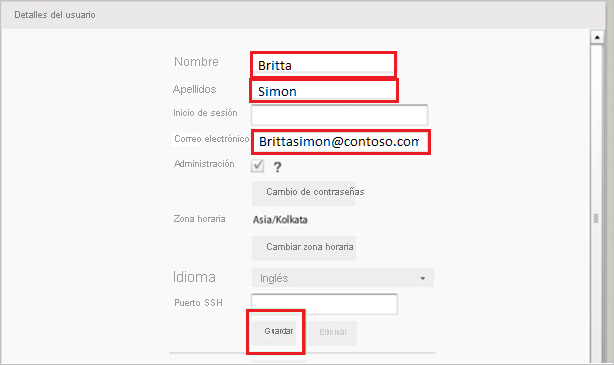 Detalles del usuario
Nombre Britta
Apellidos Simon
Inicio de sesión
Correo electrónico Brittasimon@contoso.com
Administración ?
Cambio de contraseñas
Zona horaria Asia/Kolkata
Cambiar zona horaria
Idioma Inglés
Puerto SSH
Guardar Eliminar